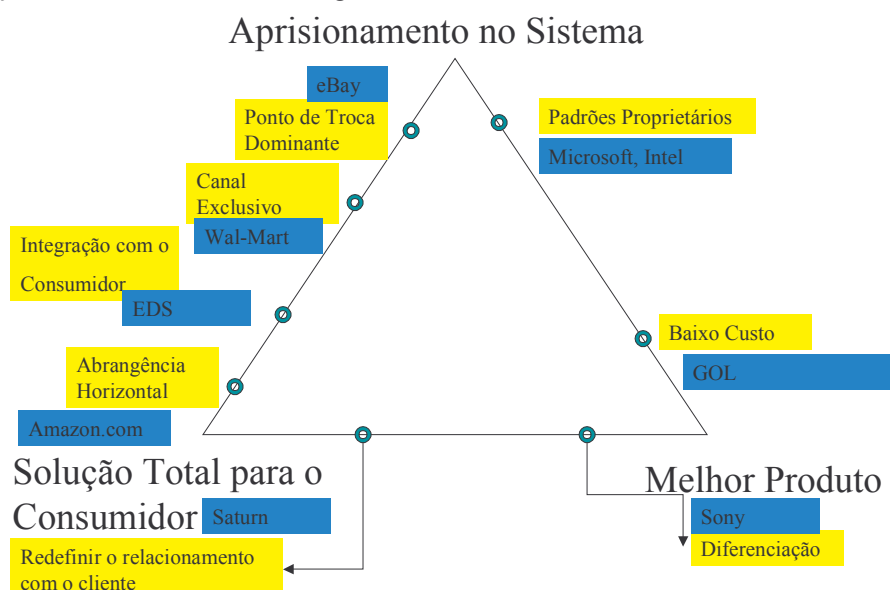 Aprisionamento no Sistema
eBay
Ponto de Troca
Dominante
Padrões Proprietários
Microsoft, Intel
Canal
Exclusivo
Wal-Mart
Integração com o
Consumidor
EDS
Baixo Custo
GOL
Abrangência
Horizontal
Amazon.com
Solução Total para o
Consumidor
Saturn
Redefinir o relacionamento
com o cliente
Melhor Produto
Sony
Diferenciação